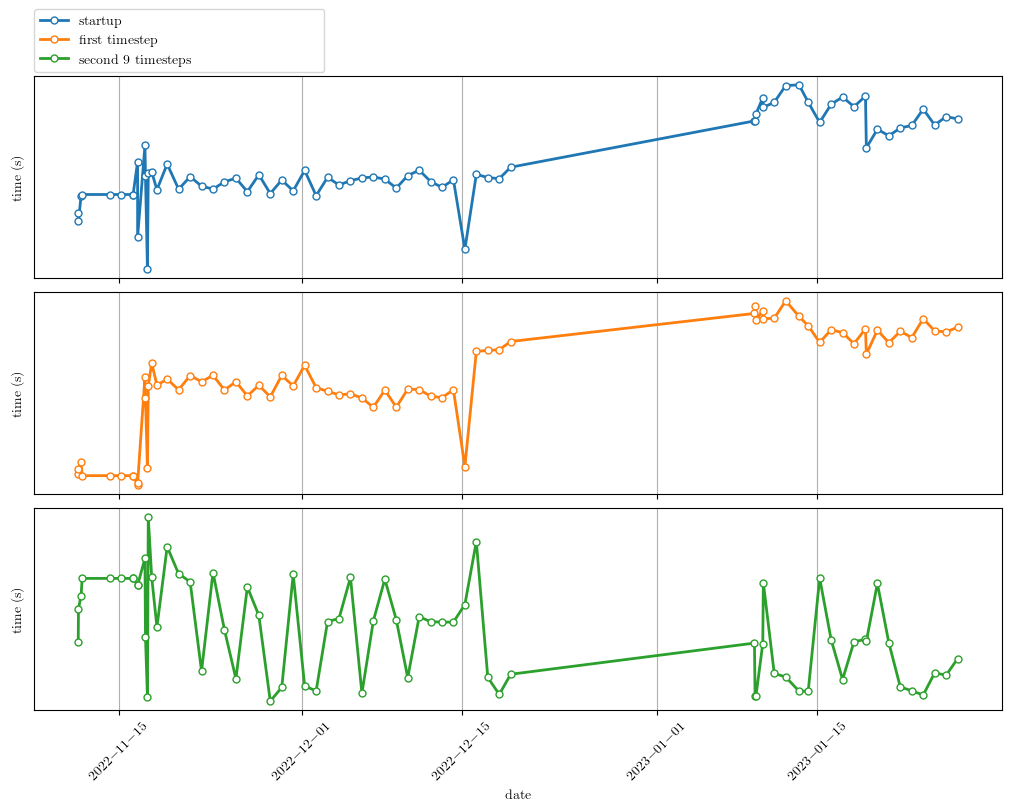 startup
first timestep
second 9 timesteps
time (s)
time (s)
time (s)
2022−11−15
2022−12−01
2022−12−15
2023−01−01
2023−01−15
date